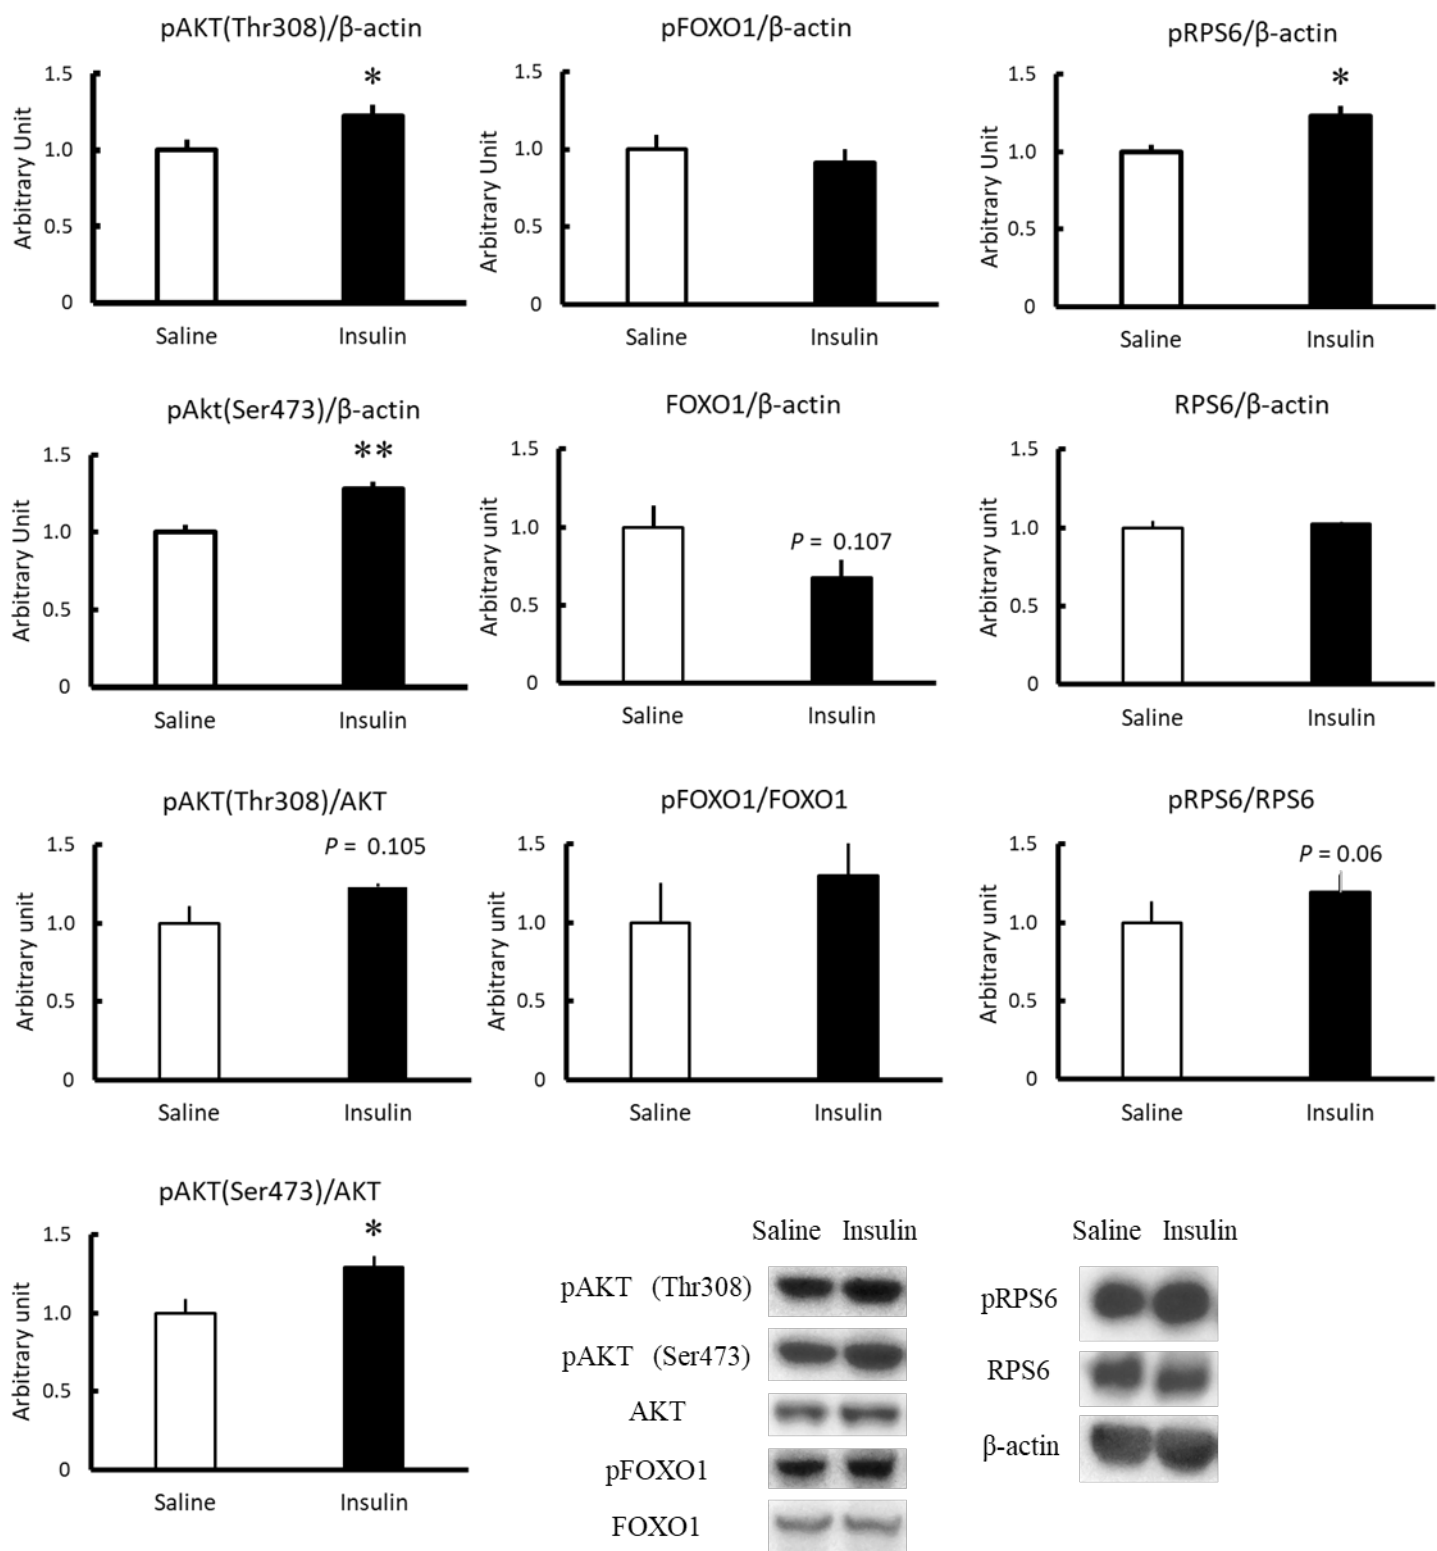 pAKT(Thr308)/β-actin
*
1.5
1.0
0.5
0
Arbitrary Unit
Saline
Insulin
pFOXO1/β-actin
1.5
1.0
0.5
0
Arbitrary Unit
Saline
Insulin
pRPS6/β-actin
*
1.5
1.0
0.5
0
Arbitrary Unit
Saline
Insulin
pAkt(Ser473)/β-actin
**
1.5
1.0
0.5
0
Arbitrary Unit
Saline
Insulin
FOXO1/β-actin
1.5
1.0
0.5
0
Arbitrary unit
P = 0.107
Saline
Insulin
RPS6/β-actin
1.5
1.0
0.5
0
Arbitrary unit
Saline
Insulin
pAKT(Thr308)/AKT
P = 0.105
1.5
1.0
0.5
0
Arbitrary unit
Saline
Insulin
pFOXO1/FOXO1
1.5
1.0
0.5
0
Arbitrary unit
Saline
Insulin
pRPS6/RPS6
P = 0.06
1.5
1.0
0.5
0
Arbitrary unit
Saline
Insulin
pAKT(Ser473)/AKT
*
1.5
1.0
0.5
0
Arbitrary unit
Saline
Insulin
Saline Insulin
pAKT (Thr308)
pAKT (Ser473)
AKT
pFOXO1
FOXO1
Saline Insulin
pRPS6
RPS6
β-actin